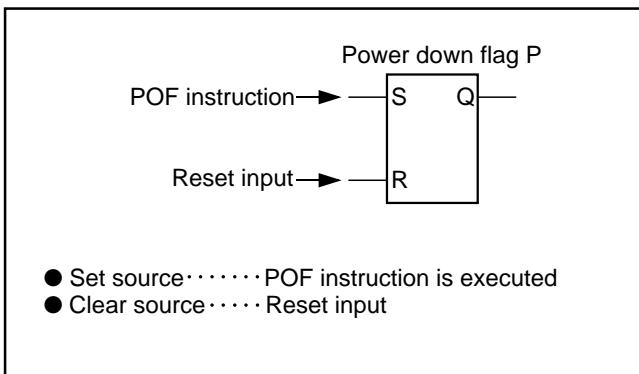 Power down flag P
POF instruction
S Q
Reset input
R
● Set source·······POF instruction is executed
● Clear source·····Reset input